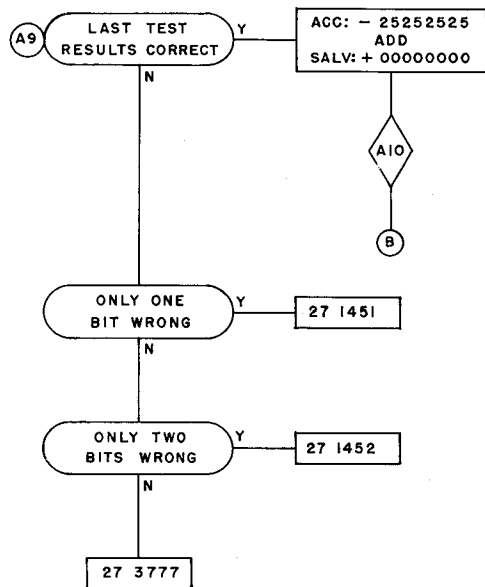 A9
LAST TEST
RESULTS CORRECT
Y
N
ACC: - 25252525
ADD
SALV: + 00000000
A10
B
ONLY ONE
BIT WRONG
Y
N
27 1451
ONLY TWO
BITS WRONG
Y
N
27 1452
27 3777